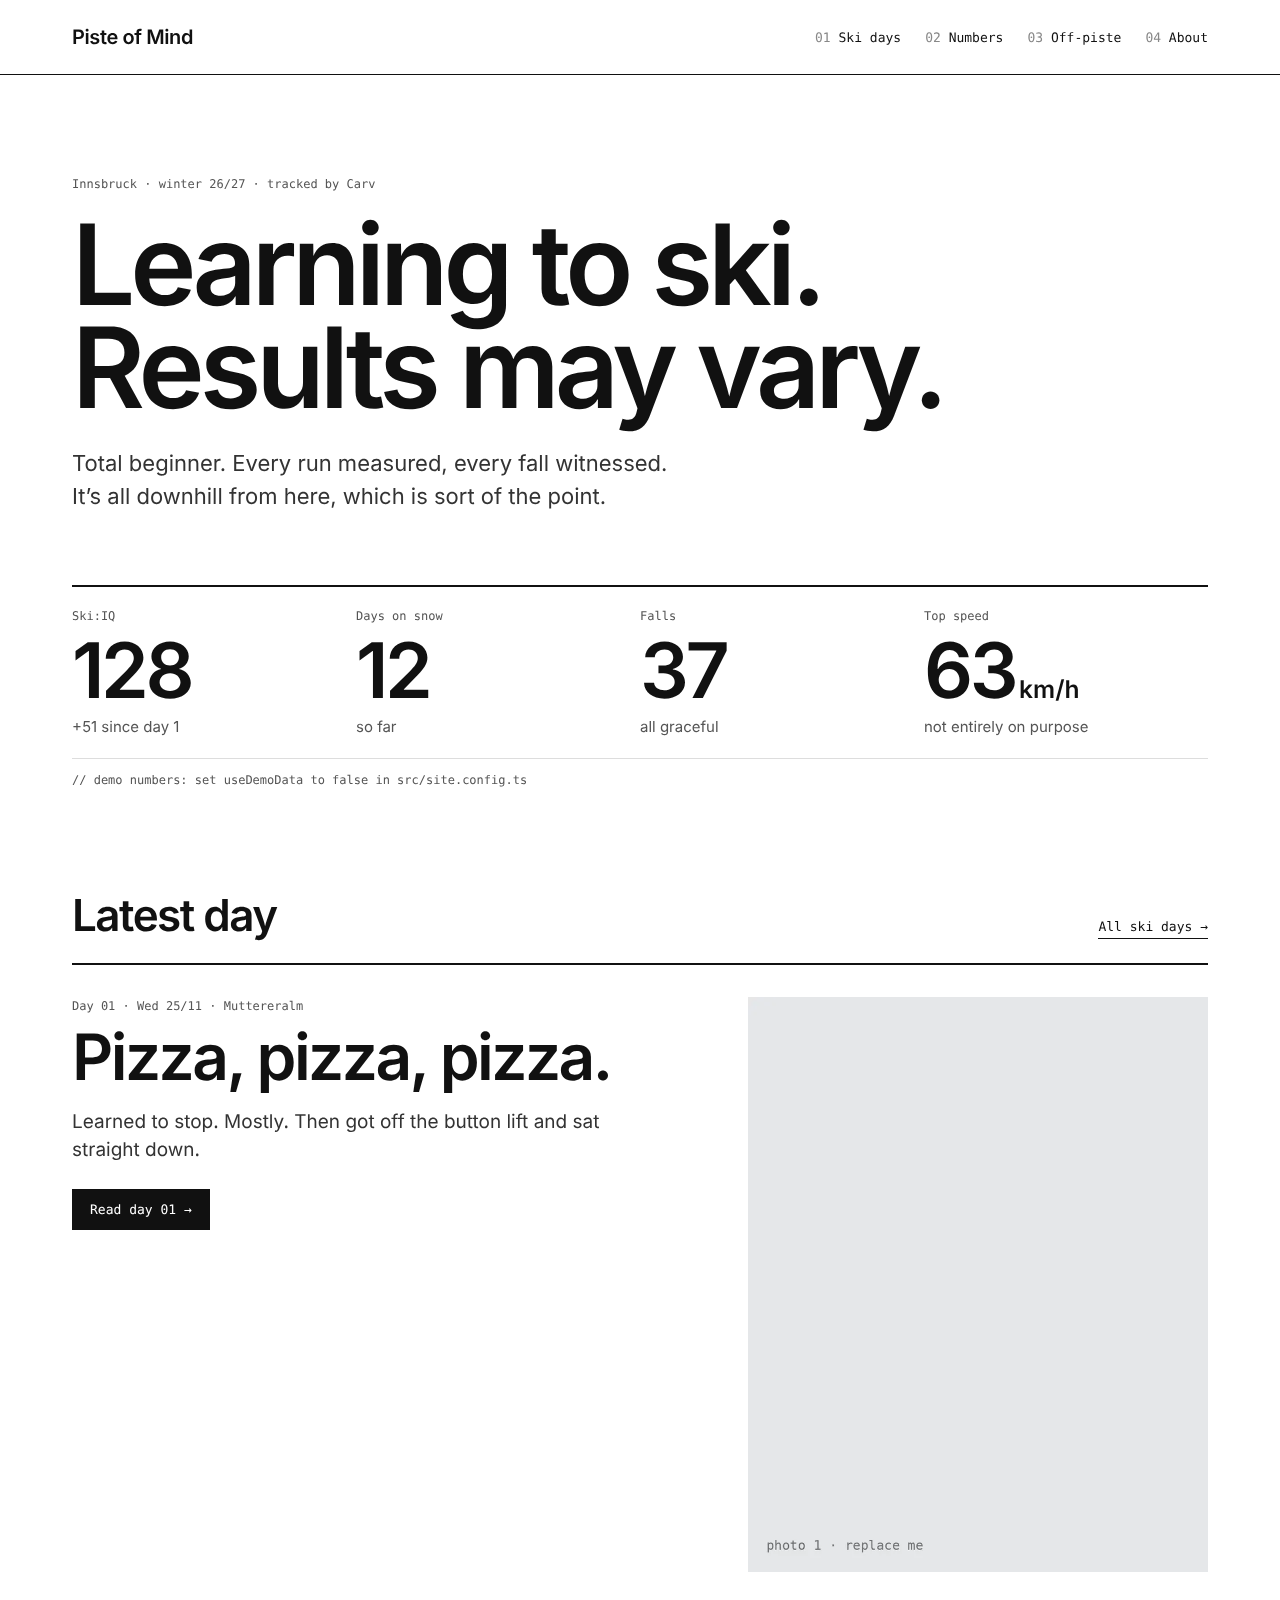 Piste of Mind
01 Ski days 02 Numbers 03 Off-piste 04 About
Innsbruck · winter 26/27 · tracked by Carv
Learning to ski.
Results may vary.
Total beginner. Every run measured, every fall witnessed.
It’s all downhill from here, which is sort of the point.
Ski:IQ
128
+51 since day 1
Days on snow
12
so far
Falls
37
all graceful
Top speed
63 km/h
not entirely on purpose
// demo numbers: set useDemoData to false in src/site.config.ts
Latest day
All ski days →
Day 01 · Wed 25/11 · Muttereralm
Pizza, pizza, pizza.
Learned to stop. Mostly. Then got off the button lift and sat
straight down.
Read day 01 →
photo 1 · replace me